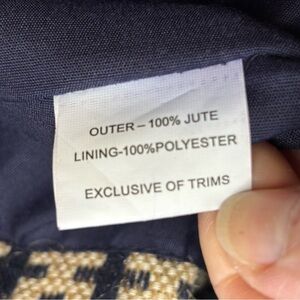 OUTER – 100% JUTE
LINING-100%POLYESTER
EXCLUSIVE OF TRIMS